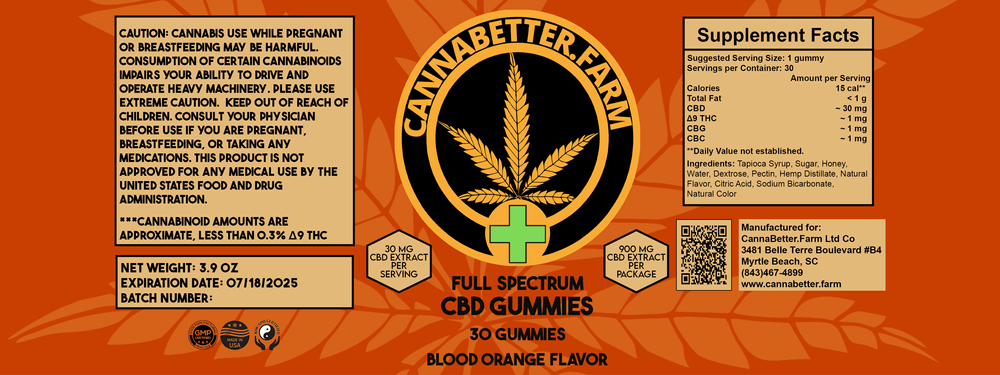 CAUTION: CANNABIS USE WHILE PREGNANT
OR BREASTFEEDING MAY BE HARMFUL.
CONSUMPTION OF CERTAIN CANNABINOIDS
IMPAIRS YOUR ABILITY TO DRIVE AND
OPERATE HEAVY MACHINERY. PLEASE USE
EXTREME CAUTION. KEEP OUT OF REACH OF
CHILDREN. CONSULT YOUR PHYSICIAN
BEFORE USE IF YOU ARE PREGNANT,
BREASTFEEDING, OR TAKING ANY
MEDICATIONS. THIS PRODUCT IS NOT
APPROVED FOR ANY MEDICAL USE BY THE
UNITED STATES FOOD AND DRUG
ADMINISTRATION.
***CANNABINOID AMOUNTS ARE
APPROXIMATE, LESS THAN 0.3% Δ9 THC
NET WEIGHT: 3.9 OZ
EXPIRATION DATE: 07/18/2025
BATCH NUMBER:
GMP
CERTIFIED
MADE IN
USA
CANNABETTER.FARM
30 MG
CBD EXTRACT
PER
SERVING
900 MG
CBD EXTRACT
PER
PACKAGE
FULL SPECTRUM
CBD GUMMIES
30 GUMMIES
BLOOD ORANGE FLAVOR
Supplement Facts
Suggested Serving Size: 1 gummy
Servings per Container: 30
Amount per Serving
Calories 15 cal**
Total Fat < 1 g
CBD ~ 30 mg
Δ9 THC ~ 1 mg
CBG ~ 1 mg
CBC ~ 1 mg
**Daily Value not established.
Ingredients: Tapioca Syrup, Sugar, Honey,
Water, Dextrose, Pectin, Hemp Distillate, Natural
Flavor, Citric Acid, Sodium Bicarbonate,
Natural Color
Manufactured for:
CannaBetter.Farm Ltd Co
3481 Belle Terre Boulevard #B4
Myrtle Beach, SC
(843)467-4899
www.cannabetter.farm